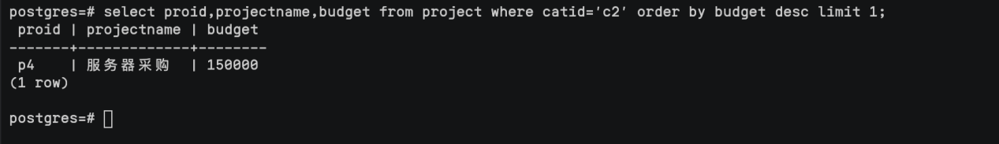 postgres=# select proid,projectname,budget from project where catid='c2' order by budget desc limit 1;
 proid | projectname | budget
-------+-------------+--------
 p4    | 服务器采购  | 150000
(1 row)

postgres=#